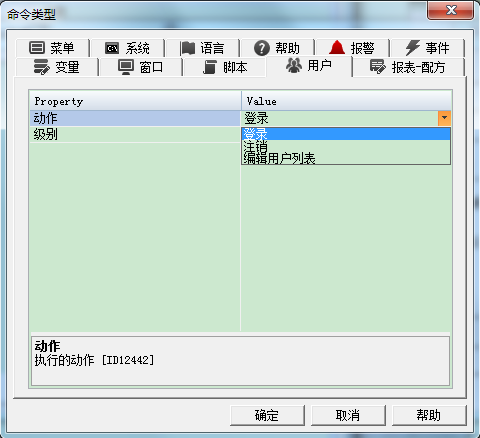 命令类型
菜单 系统 语言 帮助 报警 事件
变量 窗口 脚本 用户 报表-配方
Property Value
动作 登录
级别 登录
注销
编辑用户列表
动作
执行的动作 [ID12442]
确定 取消 帮助